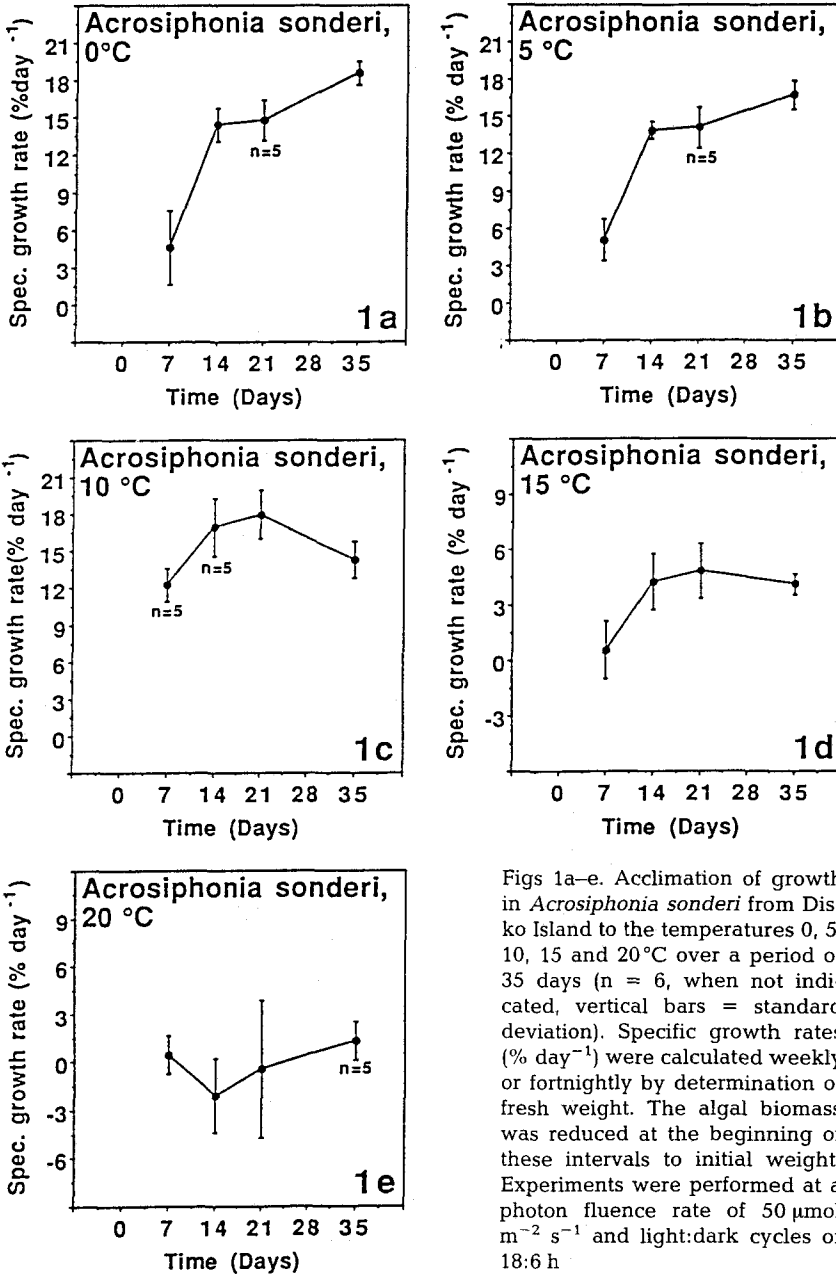 Acrosiphonia sonderi,
0°C
Spec. growth rate (%day -1)
21
18
15
12
9
6
3
0
n=5
1a
0 7 14 21 28 35
Time (Days)
Acrosiphonia sonderi,
5 °C
Spec. growth rate (% day -1)
21
18
15
12
9
6
3
0
n=5
1b
0 7 14 21 28 35
Time (Days)
Acrosiphonia sonderi,
10 °C
Spec. growth rate(% day -1)
21
18
15
12
9
6
3
0
n=5
n=5
1c
0 7 14 21 28 35
Time (Days)
Acrosiphonia sonderi,
15 °C
Spec. growth rate (% day -1)
9
6
3
0
-3
1d
0 7 14 21 28 35
Time (Days)
Acrosiphonia sonderi,
20 °C
Spec. growth rate (% day -1)
9
6
3
0
-3
-6
n=5
1e
0 7 14 21 28 35
Time (Days)
Figs 1a–e. Acclimation of growth
in Acrosiphonia sonderi from Dis
ko Island to the temperatures 0, 5
10, 15 and 20°C over a period o
35 days (n = 6, when not indi
cated, vertical bars = standard
deviation). Specific growth rates
(% day−1) were calculated weekly
or fortnightly by determination o
fresh weight. The algal biomass
was reduced at the beginning o
these intervals to initial weight
Experiments were performed at a
photon fluence rate of 50 μmol
m−2 s−1 and light:dark cycles o
18:6 h